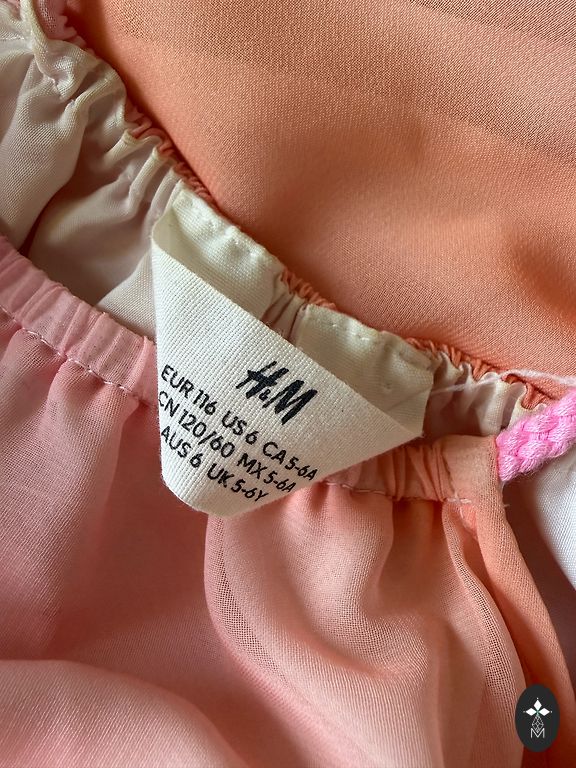 H&M
EUR 116 US 6 CA 5-6A
CN 120/60 MX 5-6A
AUS 6 UK 5-6Y
M